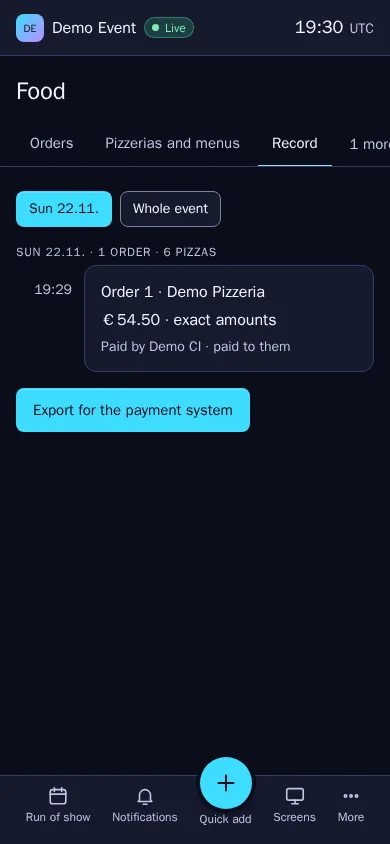 DE Demo Event Live 19:30 UTC
Food
Orders Pizzerias and menus Record 1 mor
Sun 22.11. Whole event
SUN 22.11. · 1 ORDER · 6 PIZZAS
19:29 Order 1 · Demo Pizzeria
€ 54.50 · exact amounts
Paid by Demo CI · paid to them
Export for the payment system
Run of show Notifications Quick add Screens More